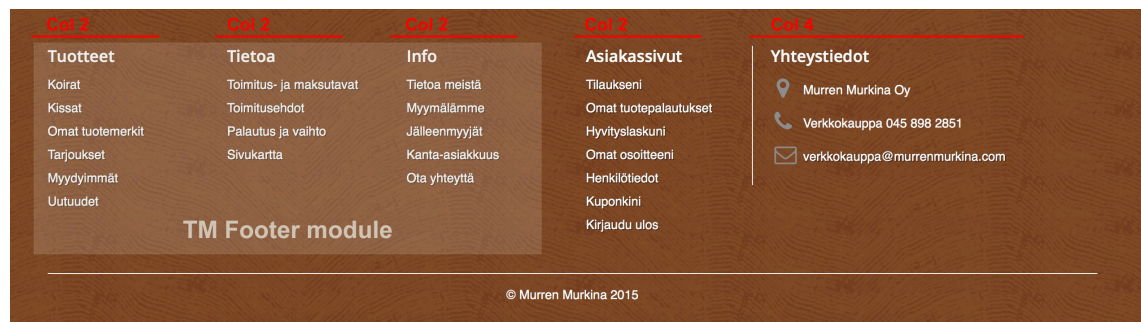 Col 2
Col 2
Col 2
Col 2
Col 4
Tuotteet
Koirat
Kissat
Omat tuotemerkit
Tarjoukset
Myydyimmät
Uutuudet
Tietoa
Toimitus- ja maksutavat
Toimitusehdot
Palautus ja vaihto
Sivukartta
Info
Tietoa meistä
Myymälämme
Jälleenmyyjät
Kanta-asiakkuus
Ota yhteyttä
TM Footer module
Asiakassivut
Tilaukseni
Omat tuotepalautukset
Hyvityslaskuni
Omat osoitteeni
Henkilötiedot
Kuponkini
Kirjaudu ulos
Yhteystiedot
Murren Murkina Oy
Verkkokauppa 045 898 2851
verkkokauppa@murrenmurkina.com
© Murren Murkina 2015